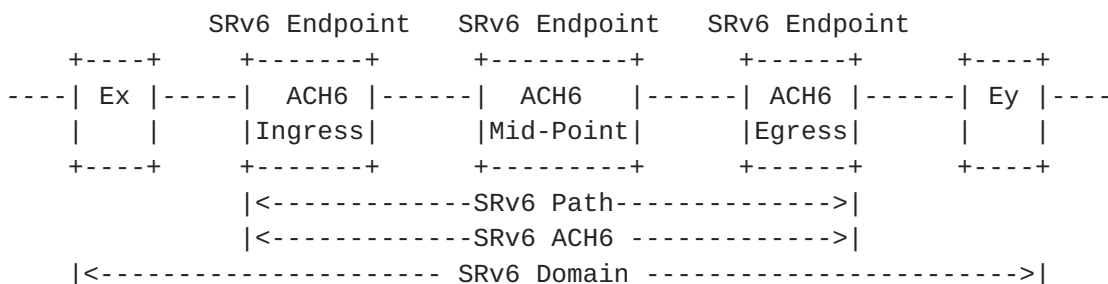 SRv6 Endpoint SRv6 Endpoint SRv6 Endpoint
+----+ +-------+ +---------+ +------+ +----+
----| Ex |-----| ACH6 |------| ACH6 |------| ACH6 |------| Ey |----
| | |Ingress| |Mid-Point| |Egress| | |
+----+ +-------+ +---------+ +------+ +----+
|<-------------SRv6 Path-------------->|
|<-------------SRv6 ACH6 ------------->|
|<---------------------- SRv6 Domain ------------------------>|